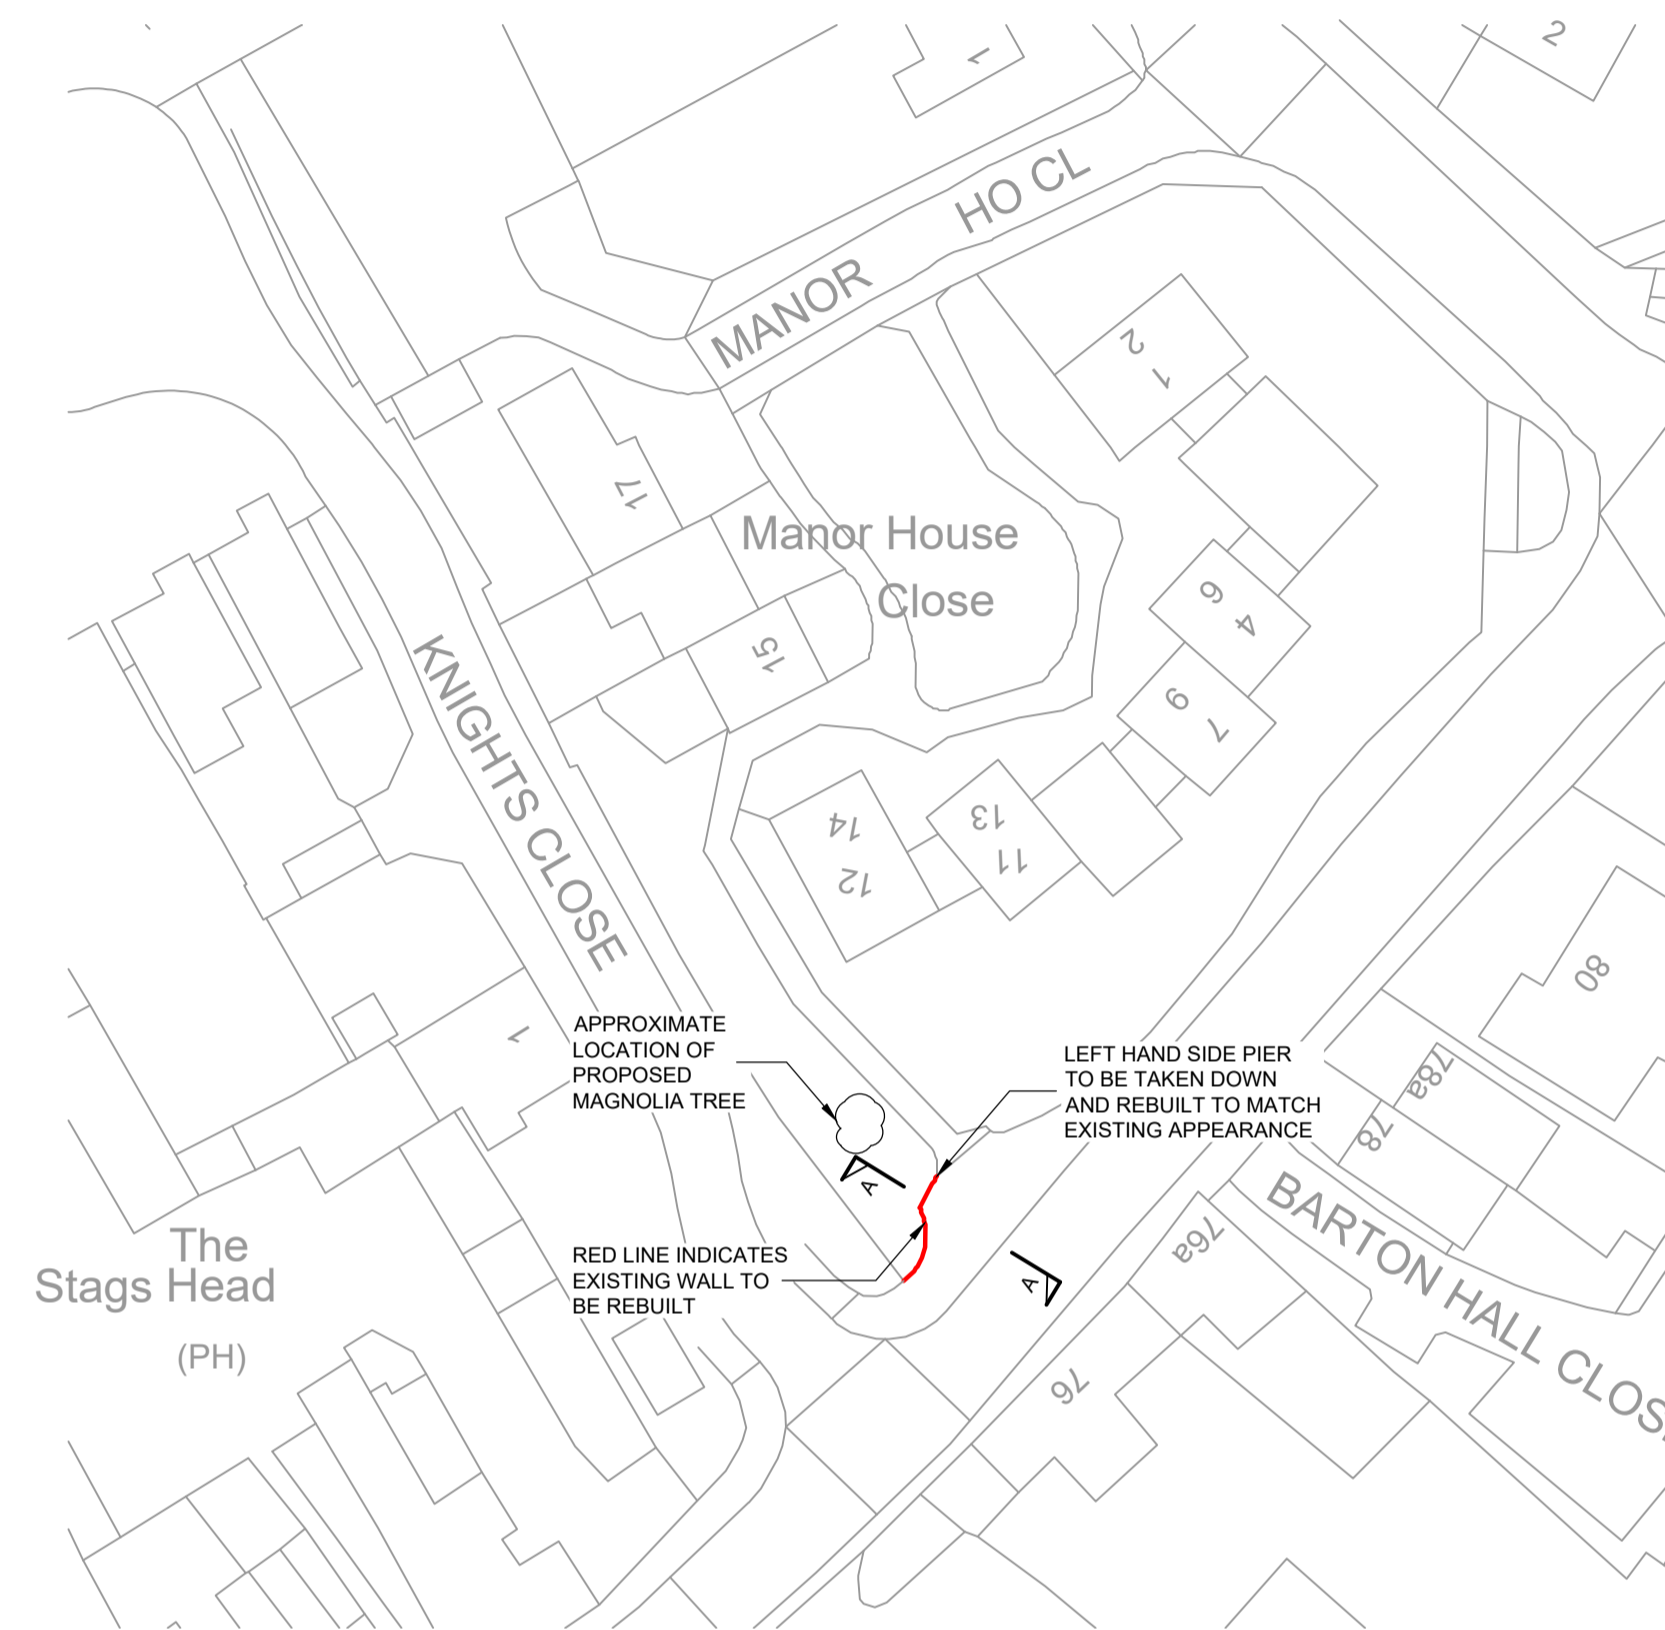 1
2
MANOR HO CL
2
1
17
Manor House
Close
6
4
15
9
7
KNIGHTS CLOSE
14
12
13
11
80
1
APPROXIMATE
LOCATION OF
PROPOSED
MAGNOLIA TREE
LEFT HAND SIDE PIER
TO BE TAKEN DOWN
AND REBUILT TO MATCH
EXISTING APPEARANCE
78a
78
A
BARTON HALL CLOS
76a
The
Stags Head
(PH)
RED LINE INDICATES
EXISTING WALL TO
BE REBUILT
A
76